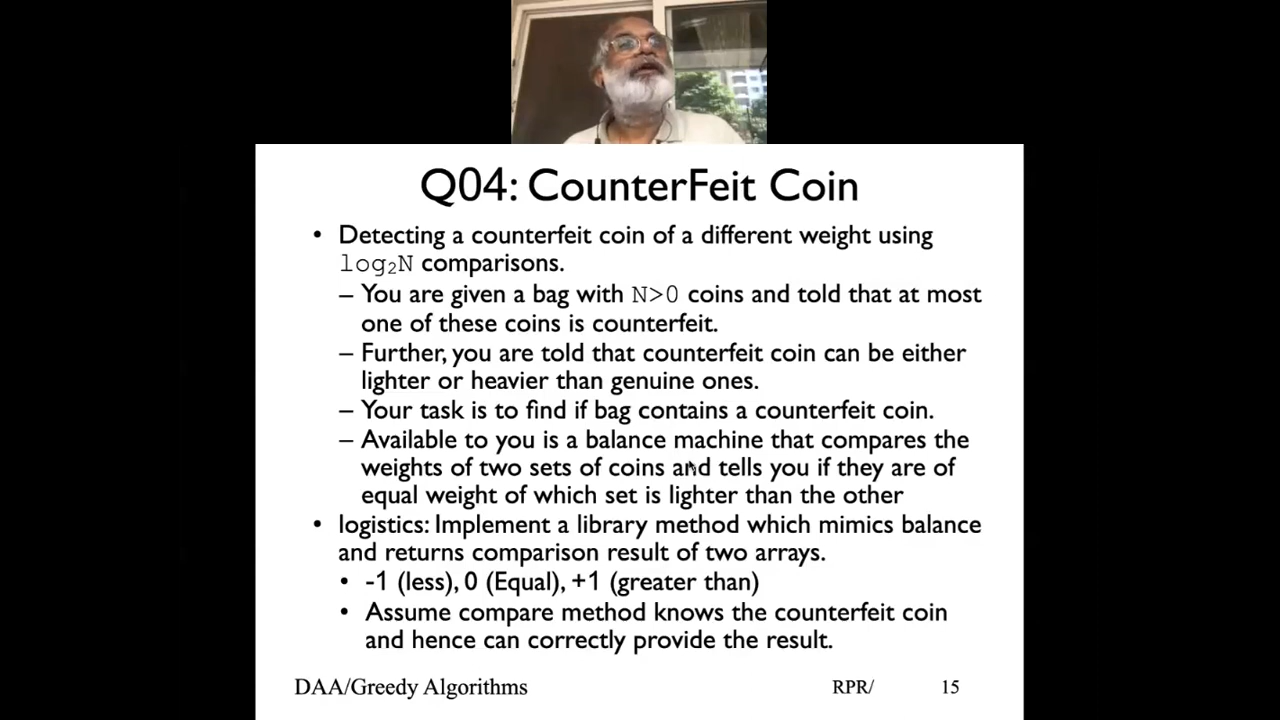 Q04: CounterFeit Coin
• Detecting a counterfeit coin of a different weight using
log₂N comparisons.
– You are given a bag with N>0 coins and told that at most
one of these coins is counterfeit.
– Further, you are told that counterfeit coin can be either
lighter or heavier than genuine ones.
– Your task is to find if bag contains a counterfeit coin.
– Available to you is a balance machine that compares the
weights of two sets of coins and tells you if they are of
equal weight of which set is lighter than the other
• logistics: Implement a library method which mimics balance
and returns comparison result of two arrays.
• -1 (less), 0 (Equal), +1 (greater than)
• Assume compare method knows the counterfeit coin
and hence can correctly provide the result.
DAA/Greedy Algorithms RPR/ 15